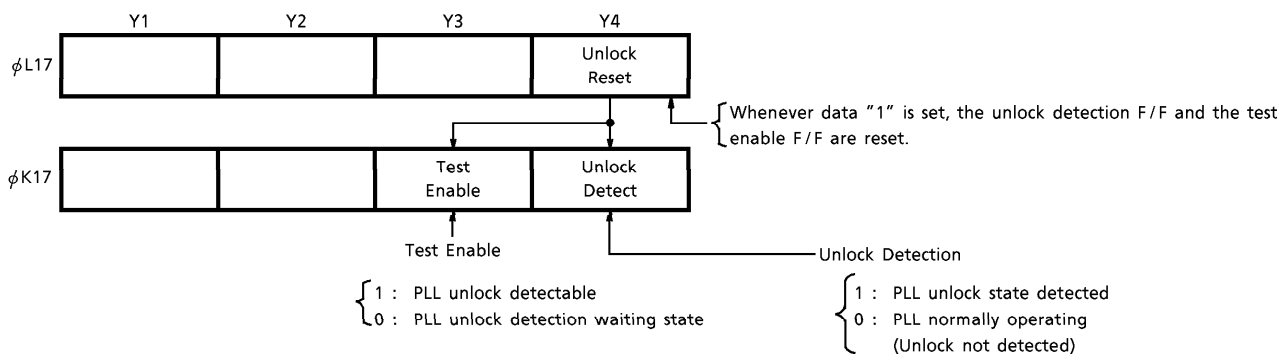 Y1 Y2 Y3 Y4
ϕL17
Unlock
Reset
Whenever data "1" is set, the unlock detection F/F and the test
enable F/F are reset.
ϕK17
Test
Enable
Unlock
Detect
Test Enable
1 : PLL unlock detectable
0 : PLL unlock detection waiting state
Unlock Detection
1 : PLL unlock state detected
0 : PLL normally operating
(Unlock not detected)